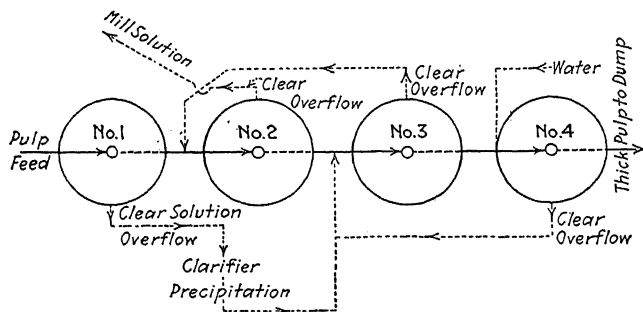 Mill Solution
Clear
Overflow
Clear
Overflow
Water
Pulp
Feed
No.1
No.2
No.3
No.4
Thick Pulp to Dump
Clear Solution
Overflow
Clear
Overflow
Clarifier
Precipitation